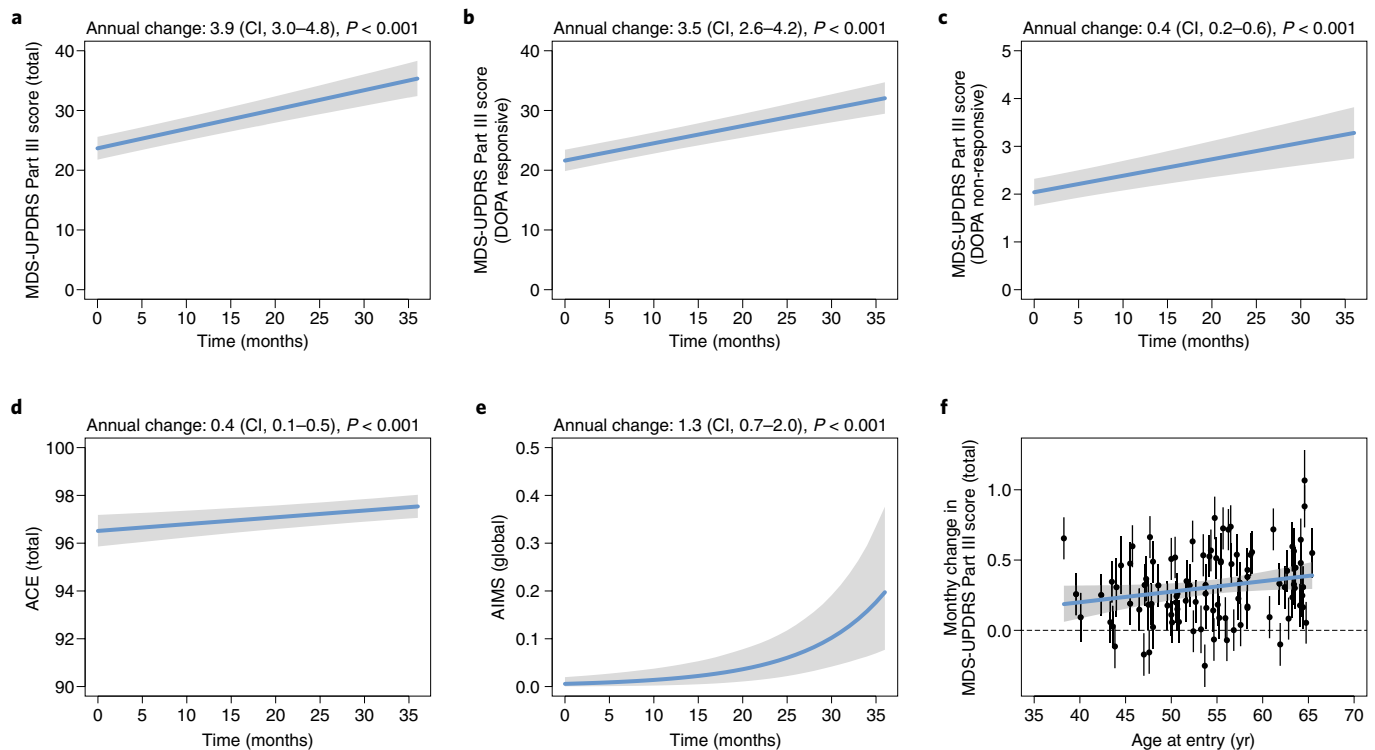 a
Annual change: 3.9 (CI, 3.0–4.8), P < 0.001
MDS-UPDRS Part III score (total)
40
30
20
10
0
0 5 10 15 20 25 30 35
Time (months)
b
Annual change: 3.5 (CI, 2.6–4.2), P < 0.001
MDS-UPDRS Part III score
(DOPA responsive)
40
30
20
10
0
0 5 10 15 20 25 30 35
Time (months)
c
Annual change: 0.4 (CI, 0.2–0.6), P < 0.001
MDS-UPDRS Part III score
(DOPA non-responsive)
5
4
3
2
1
0
0 5 10 15 20 25 30 35
Time (months)
d
Annual change: 0.4 (CI, 0.1–0.5), P < 0.001
ACE (total)
100
98
96
94
92
90
0 5 10 15 20 25 30 35
Time (months)
e
Annual change: 1.3 (CI, 0.7–2.0), P < 0.001
AIMS (global)
0.5
0.4
0.3
0.2
0.1
0.0
0 5 10 15 20 25 30 35
Time (months)
f
Monthy change in
MDS-UPDRS Part III score (total)
1.0
0.5
0.0
35 40 45 50 55 60 65 70
Age at entry (yr)